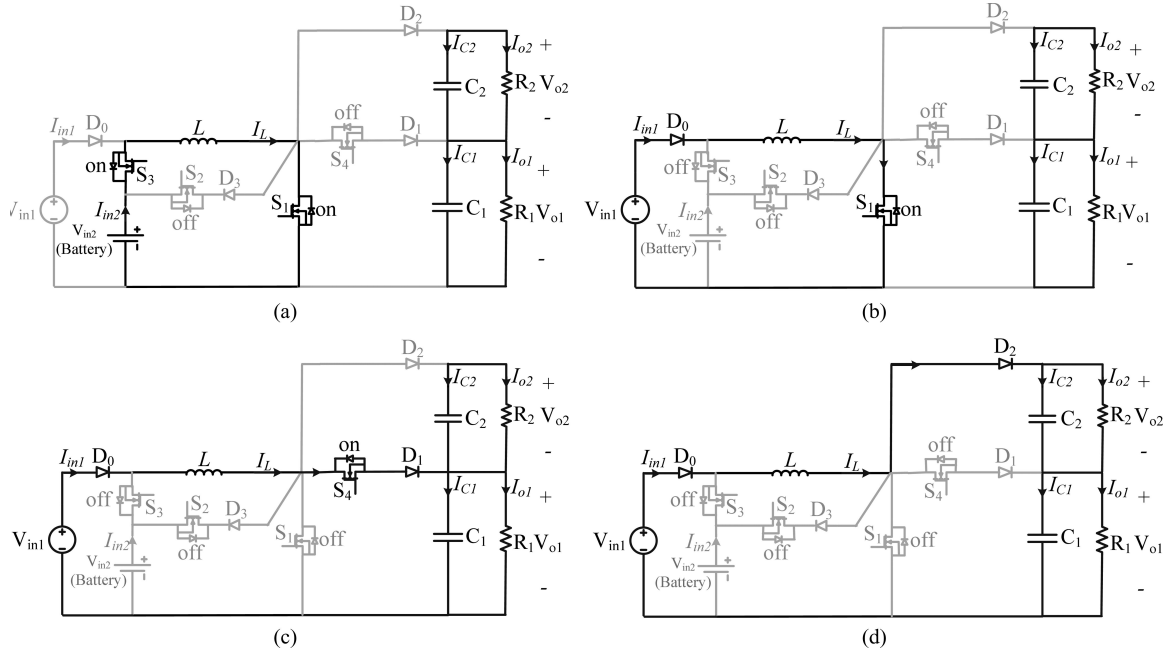 D2
IC2
Io2
+
C2
R2
Vo2
-
off
Iin1
D0
L
IL
D1
S4
IC1
Io1
+
on
S3
S2
D3
off
S1
on
C1
R1
Vo1
Vin1
Iin2
Vin2
+
-
(Battery)
-
(a)
D2
IC2
Io2
+
C2
R2
Vo2
-
off
Iin1
D0
L
IL
D1
S4
IC1
Io1
+
off
S3
S2
D3
off
S1
on
C1
R1
Vo1
Vin1
Iin2
Vin2
+
-
(Battery)
-
(b)
D2
IC2
Io2
+
C2
R2
Vo2
-
on
Iin1
D0
L
IL
D1
S4
IC1
Io1
+
off
S3
S2
D3
off
S1
off
C1
R1
Vo1
Vin1
Iin2
Vin2
+
-
(Battery)
-
(c)
D2
IC2
Io2
+
C2
R2
Vo2
-
off
Iin1
D0
L
IL
D1
S4
IC1
Io1
+
off
S3
S2
D3
off
S1
off
C1
R1
Vo1
Vin1
Iin2
Vin2
+
-
(Battery)
-
(d)